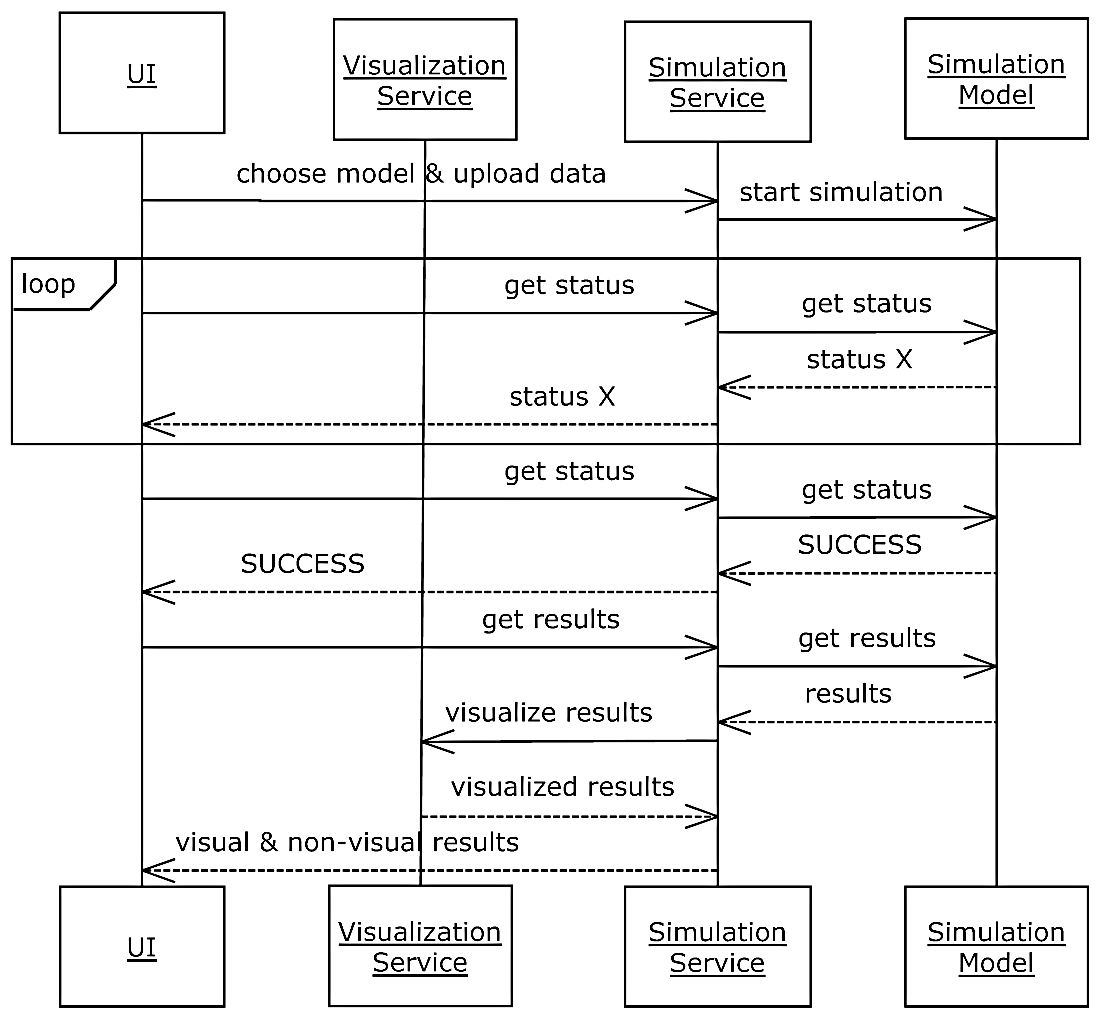 UI
Visualization
Service
Simulation
Service
Simulation
Model
choose model & upload data
start simulation
loop
get status
get status
status X
status X
get status
get status
SUCCESS
SUCCESS
get results
get results
results
visualize results
visualized results
visual & non-visual results
UI
Visualization
Service
Simulation
Service
Simulation
Model